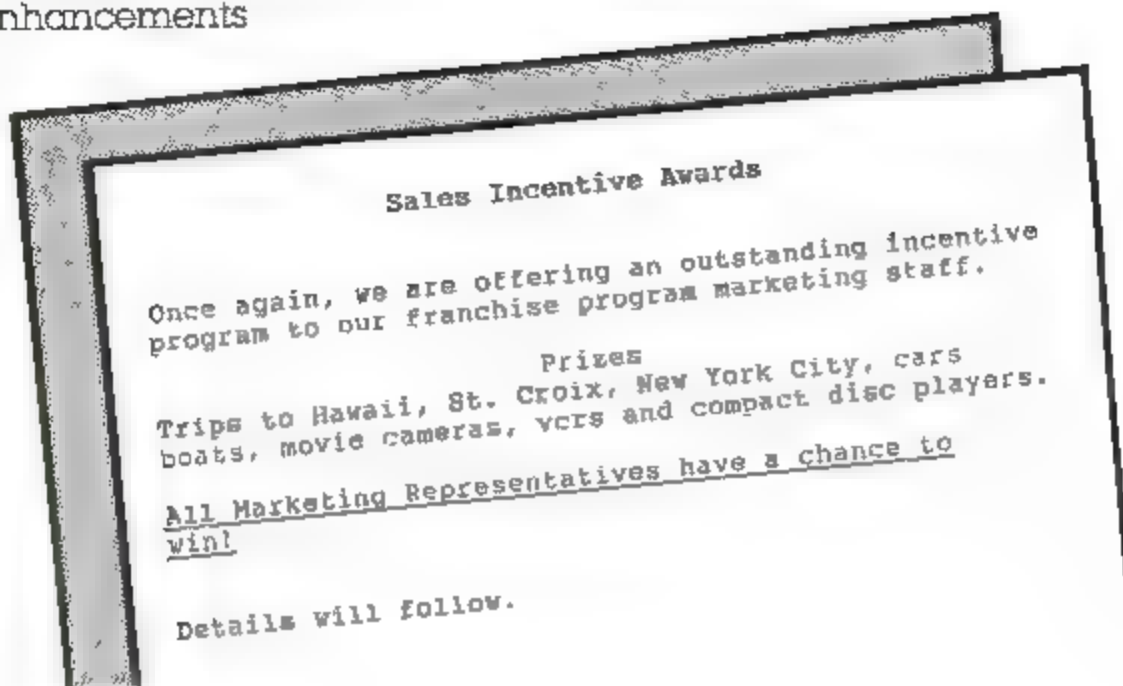 nhancements
Sales Incentive Awards
Once again, we are offering an outstanding incentive
program to our franchise program marketing staff.
Prizes
Trips to Hawaii, St. Croix, New York City, cars
boats, movie cameras, vcrs and compact disc players.
All Marketing Representatives have a chance to
win!
Details will follow.